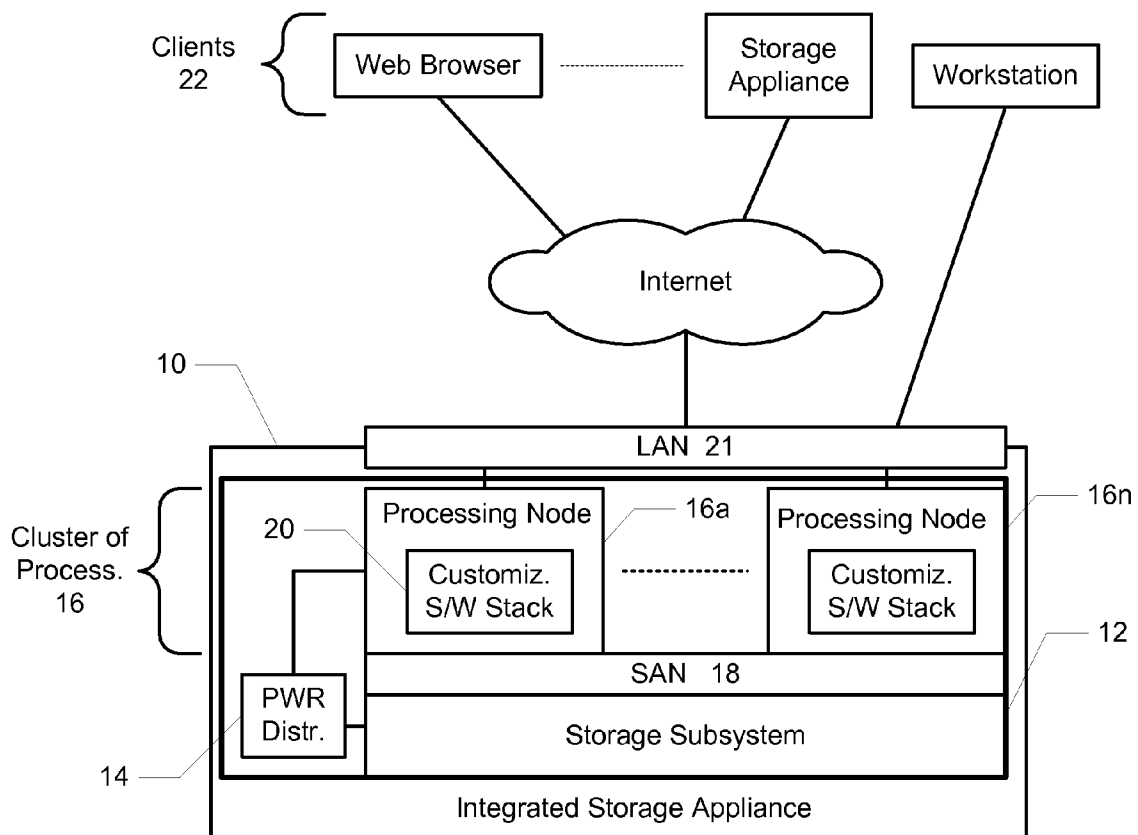 Clients
22
Web Browser
Storage
Appliance
Workstation
Internet
10
LAN 21
Cluster of
Process.
16
20
Processing Node
Customiz.
S/W Stack
16a
Processing Node
Customiz.
S/W Stack
16n
12
SAN 18
PWR
Distr.
14
Storage Subsystem
Integrated Storage Appliance